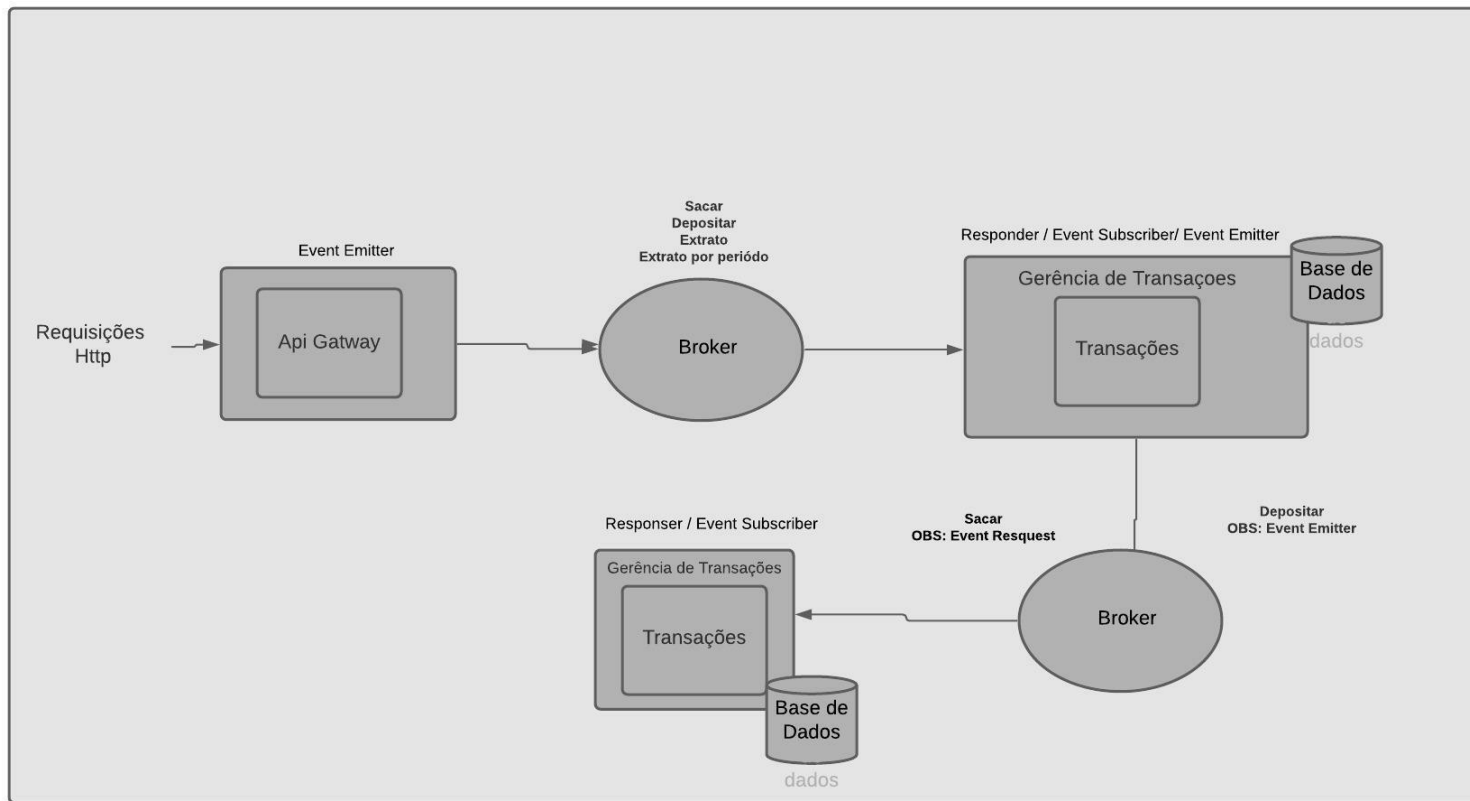 Sacar
Depositar
Extrato
Extrato por periódo
Event Emitter
Responder / Event Subscriber/ Event Emitter
Requisições
Http
Api Gatway
Broker
Gerência de Transaçoes
Transações
Base de
Dados
dados
Responser / Event Subscriber
Sacar
OBS: Event Resquest
Depositar
OBS: Event Emitter
Gerência de Transações
Transações
Broker
Base de
Dados
dados